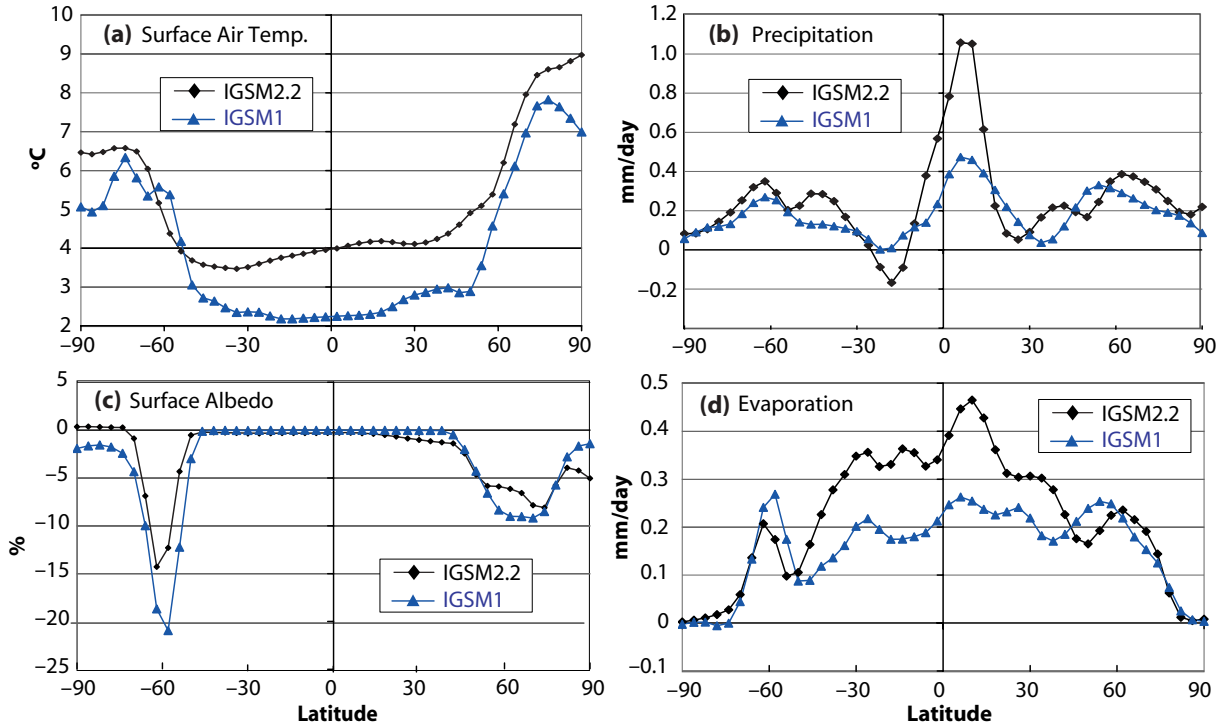 (a) Surface Air Temp.
10
9
8
7
6
5
4
3
2
ºC
IGSM2.2
IGSM1
−90 −60 −30 0 30 60 90
(b) Precipitation
1.0
0.8
0.6
0.4
0.2
0
−0.2
mm/day
IGSM2.2
IGSM1
−90 −60 −30 0 30 60 90
(c) Surface Albedo
5
0
−5
−10
−15
−20
−25
%
IGSM2.2
IGSM1
−90 −60 −30 0 30 60 90
Latitude
(d) Evaporation
0.5
0.4
0.3
0.2
0.1
0
−0.1
mm/day
IGSM2.2
IGSM1
−90 −60 −30 0 30 60 90
Latitude